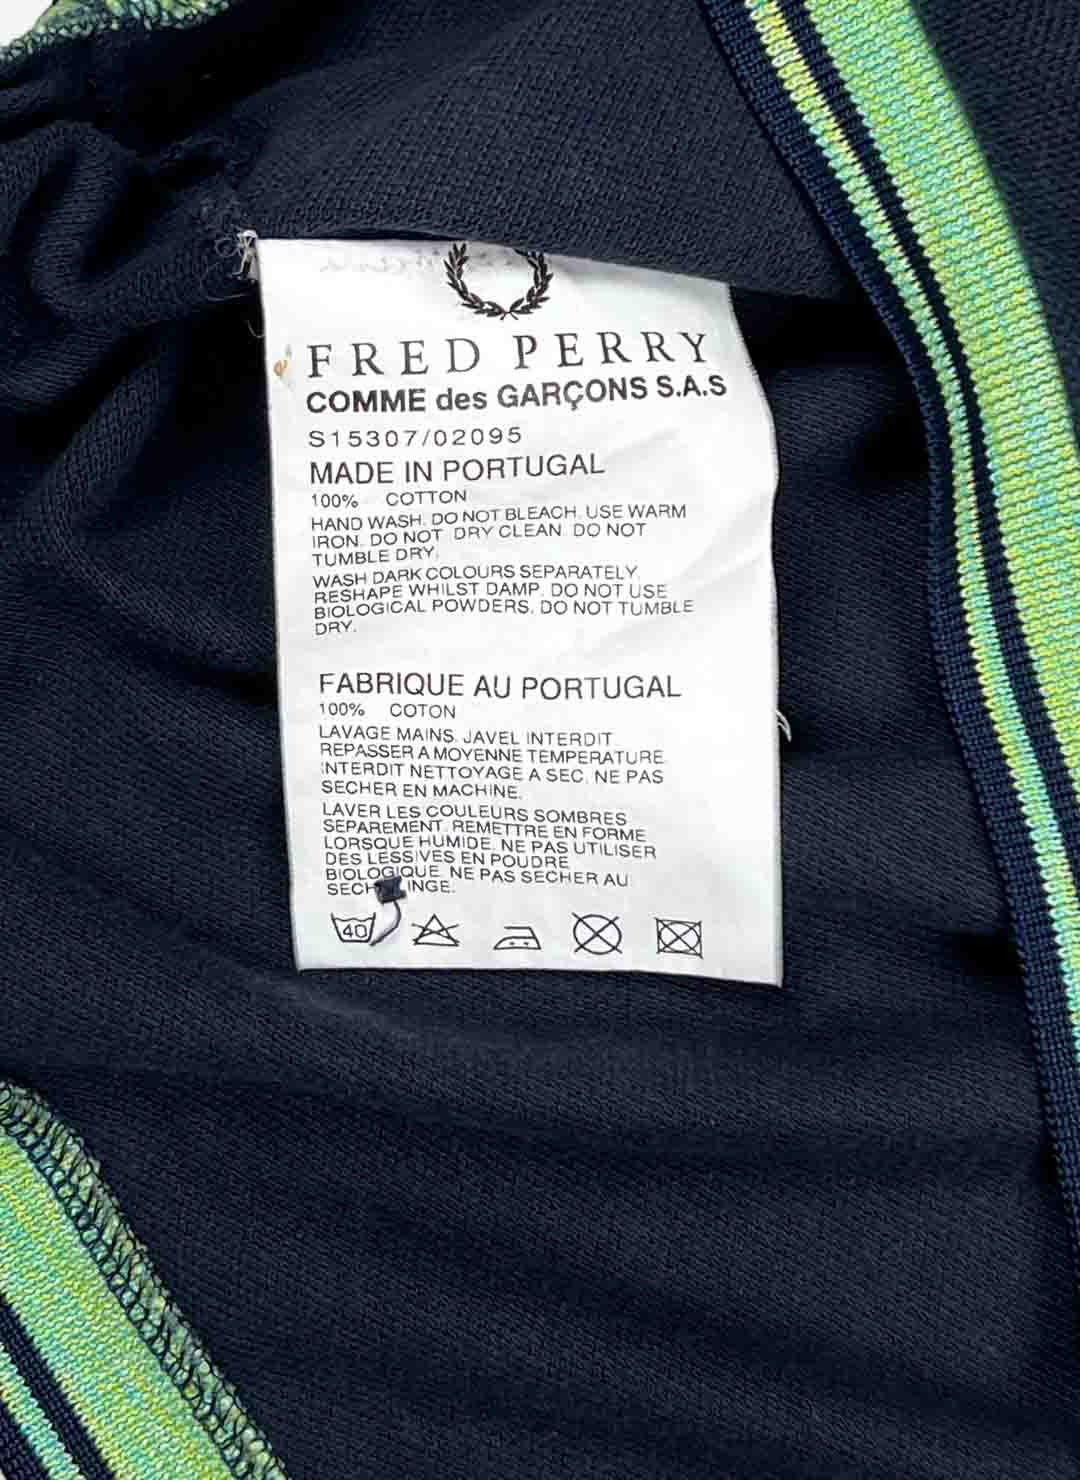 FRED PERRY
COMME des GARÇONS S.A.S
S15307/02095
MADE IN PORTUGAL
100% COTTON
HAND WASH. DO NOT BLEACH. USE WARM
IRON. DO NOT DRY CLEAN. DO NOT
TUMBLE DRY.
WASH DARK COLOURS SEPARATELY.
RESHAPE WHILST DAMP. DO NOT USE
BIOLOGICAL POWDERS. DO NOT TUMBLE
DRY.
FABRIQUE AU PORTUGAL
100% COTON
LAVAGE MAINS. JAVEL INTERDIT.
REPASSER A MOYENNE TEMPERATURE.
INTERDIT NETTOYAGE A SEC. NE PAS
SECHER EN MACHINE.
LAVER LES COULEURS SOMBRES
SEPAREMENT. REMETTRE EN FORME
LORSQUE HUMIDE. NE PAS UTILISER
DES LESSIVES EN POUDRE
BIOLOGIQUE. NE PAS SECHER AU
40